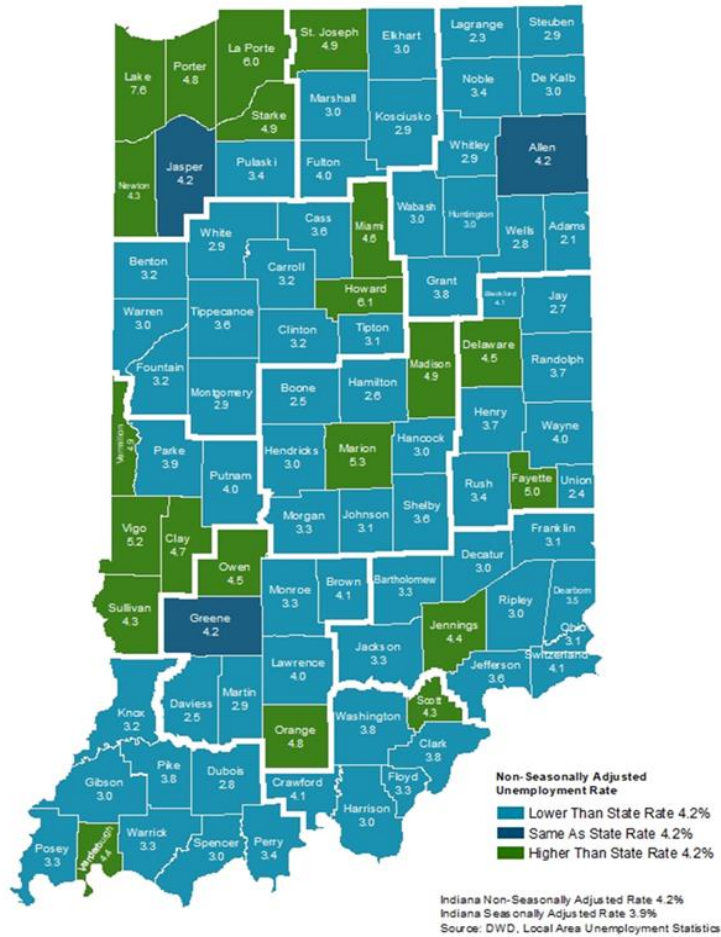 St. Joseph
4.9
Elkhart
3.0
Lagrange
2.3
Steuben
2.9
La Porte
6.0
Lake
7.6
Porter
4.8
Noble
3.4
De Kalb
3.0
Marshall
3.0
Kosciusko
2.9
Starke
4.9
Whitley
2.9
Allen
4.2
Jasper
4.2
Pulaski
3.4
Fulton
4.0
Newton
4.3
Cass
3.6
Miami
4.6
Wabash
3.0
Huntington
3.0
Wells
2.8
Adams
2.1
White
2.9
Benton
3.2
Carroll
3.2
Grant
3.8
Howard
6.1
Blackford
4.1
Jay
2.7
Warren
3.0
Tippecanoe
3.6
Clinton
3.2
Tipton
3.1
Madison
4.9
Delaware
4.5
Randolph
3.7
Fountain
3.2
Montgomery
2.9
Boone
2.5
Hamilton
2.6
Henry
3.7
Wayne
4.0
Vermillion
4.9
Parke
3.9
Putnam
4.0
Hendricks
3.0
Marion
5.3
Hancock
3.0
Rush
3.4
Fayette
5.0
Union
2.4
Vigo
5.2
Clay
4.7
Morgan
3.3
Johnson
3.1
Shelby
3.6
Franklin
3.1
Owen
4.5
Monroe
3.3
Brown
4.1
Bartholomew
3.3
Decatur
3.0
Dearborn
3.5
Ripley
3.0
Ohio
3.1
Sullivan
4.3
Greene
4.2
Jennings
4.4
Jackson
3.3
Jefferson
3.6
Switzerland
4.1
Lawrence
4.0
Knox
3.2
Daviess
2.5
Martin
2.9
Orange
4.8
Washington
3.8
Scott
4.3
Clark
3.8
Gibson
3.0
Pike
3.8
Dubois
2.8
Crawford
4.1
Floyd
3.3
Harrison
3.0
Posey
3.3
Vanderburgh
4.4
Warrick
3.3
Spencer
3.0
Perry
3.4
Non-Seasonally Adjusted
Unemployment Rate
Lower Than State Rate 4.2%
Same As State Rate 4.2%
Higher Than State Rate 4.2%
Indiana Non-Seasonally Adjusted Rate 4.2%
Indiana Seasonally Adjusted Rate 3.9%
Source: DWD, Local Area Unemployment Statistics